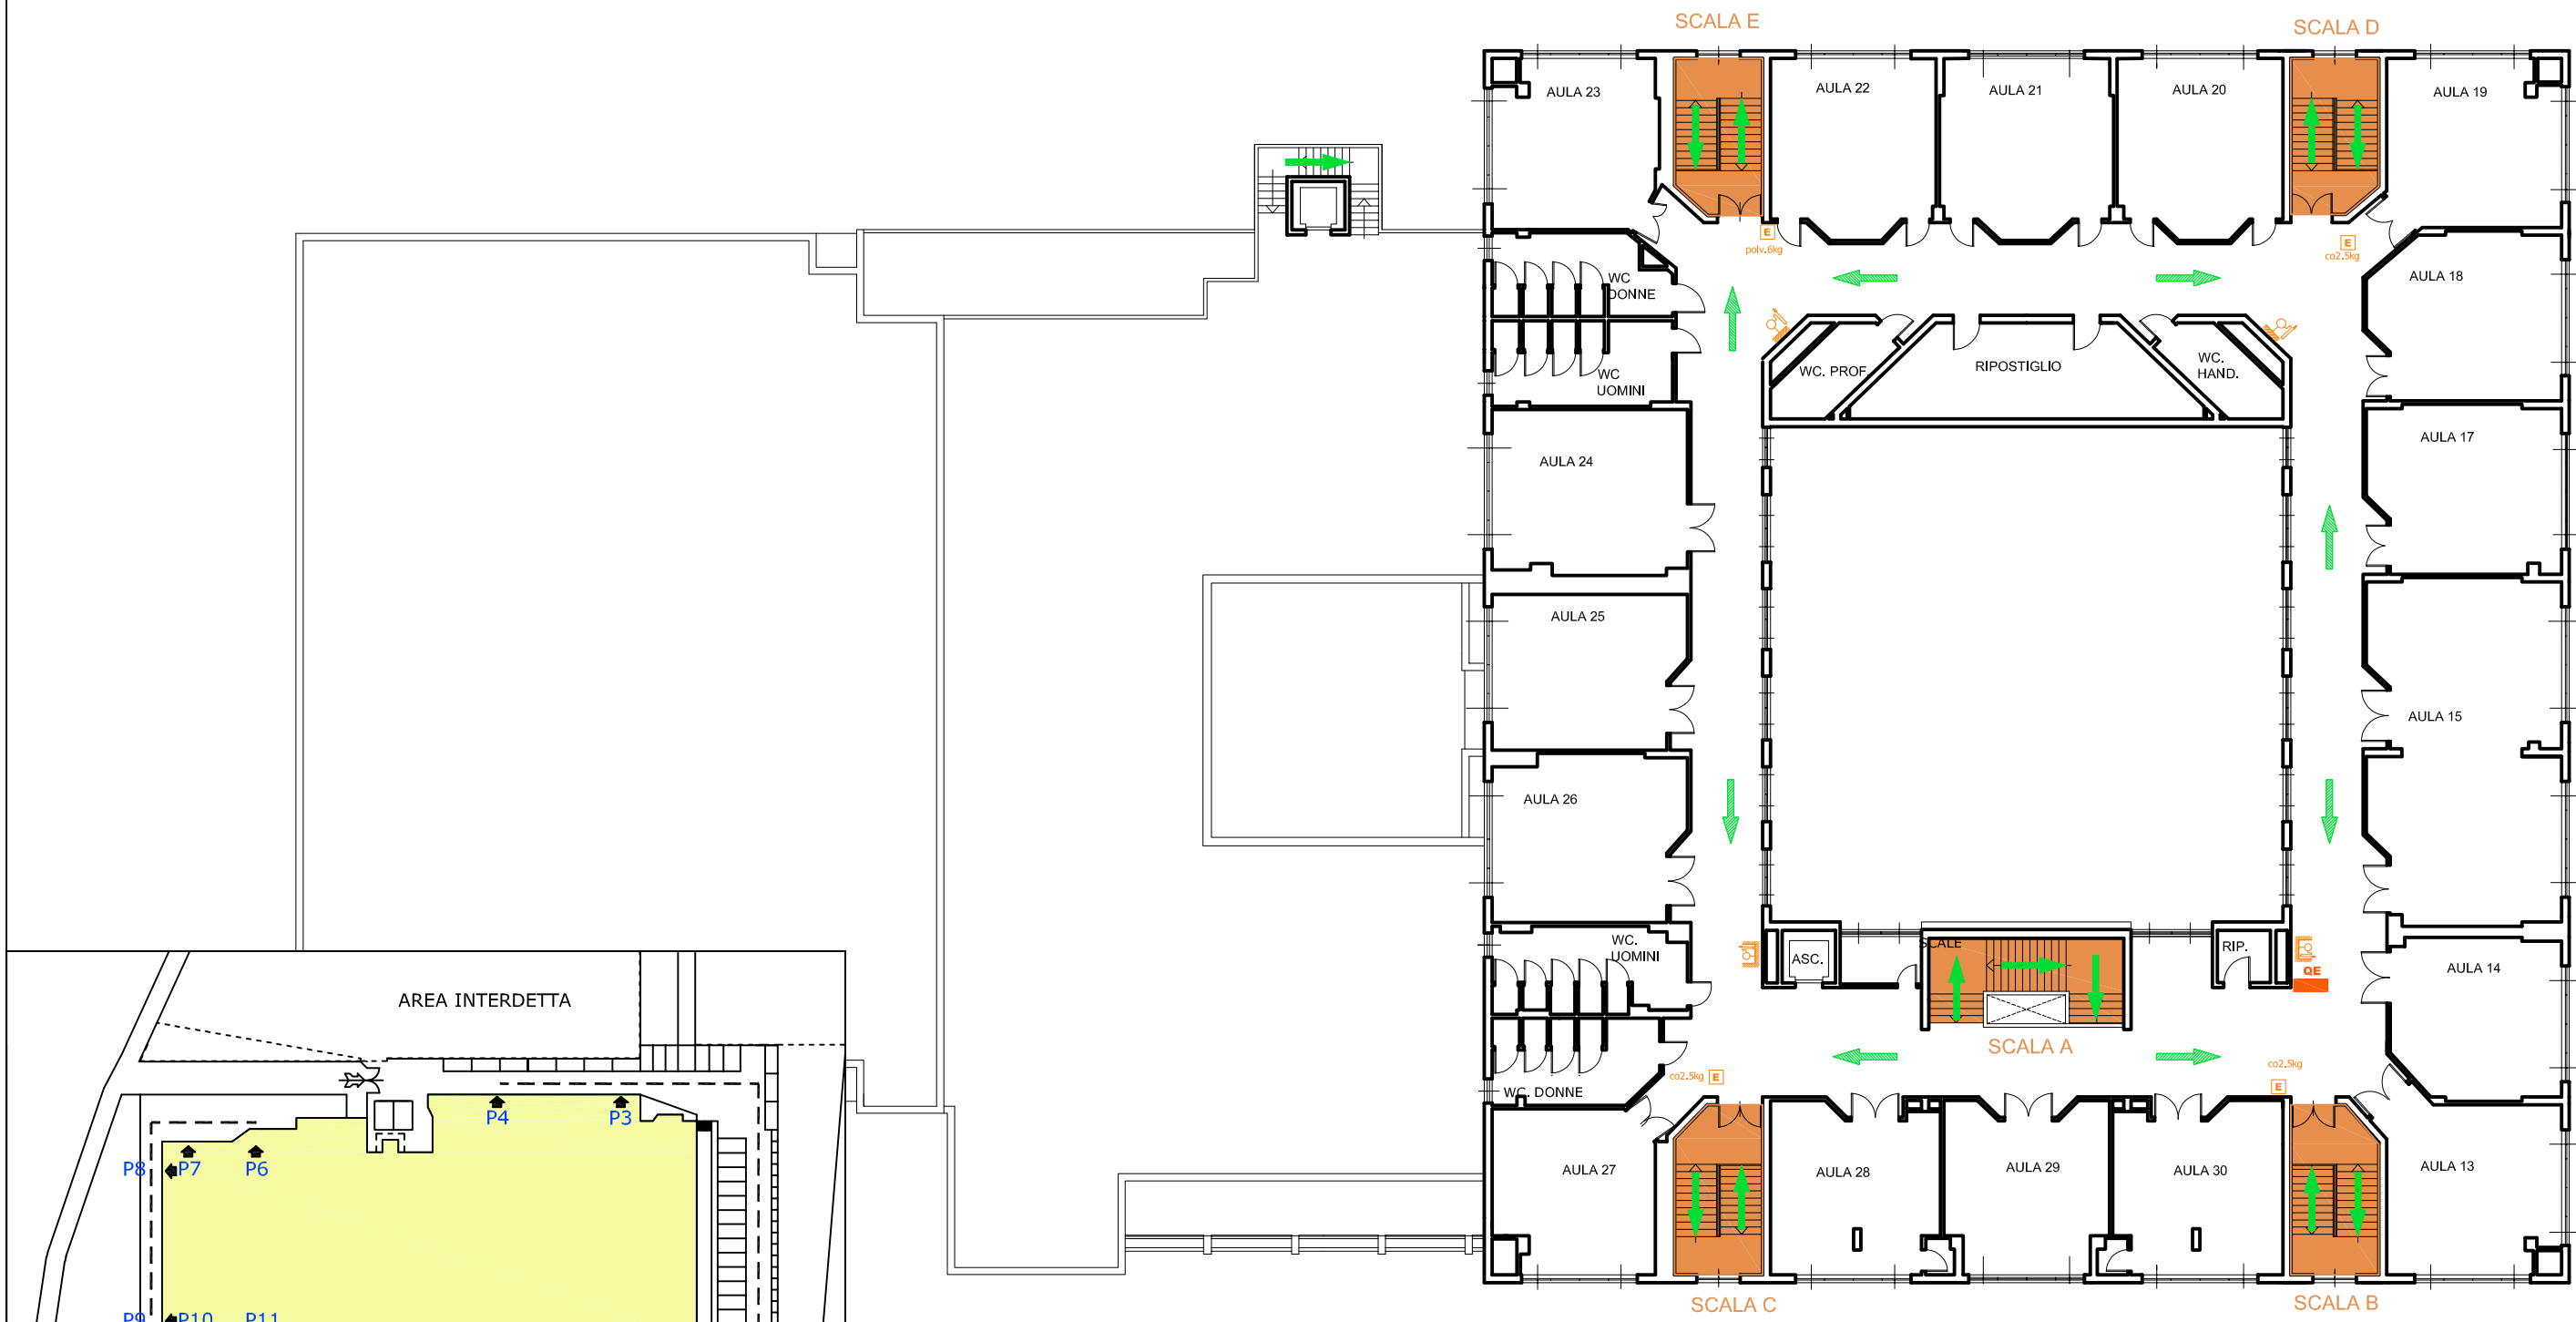 SCALA E
SCALA D
AULA 23
AULA 22
AULA 21
AULA 20
AULA 19
E
polv.6kg
E
co2.5kg
WC
DONNE
AULA 18
WC
UOMINI
WC. PROF.
RIPOSTIGLIO
WC.
HAND.
AULA 24
AULA 17
AULA 25
AULA 15
AULA 26
WC.
UOMINI
ASC.
SCALE
RIP.
QE
AULA 14
SCALA A
co2.5kg
E
co2.5kg
E
WC. DONNE
AULA 27
AULA 28
AULA 29
AULA 30
AULA 13
SCALA C
SCALA B
AREA INTERDETTA
P4
P3
P8
P7
P6
P9
P10
P11